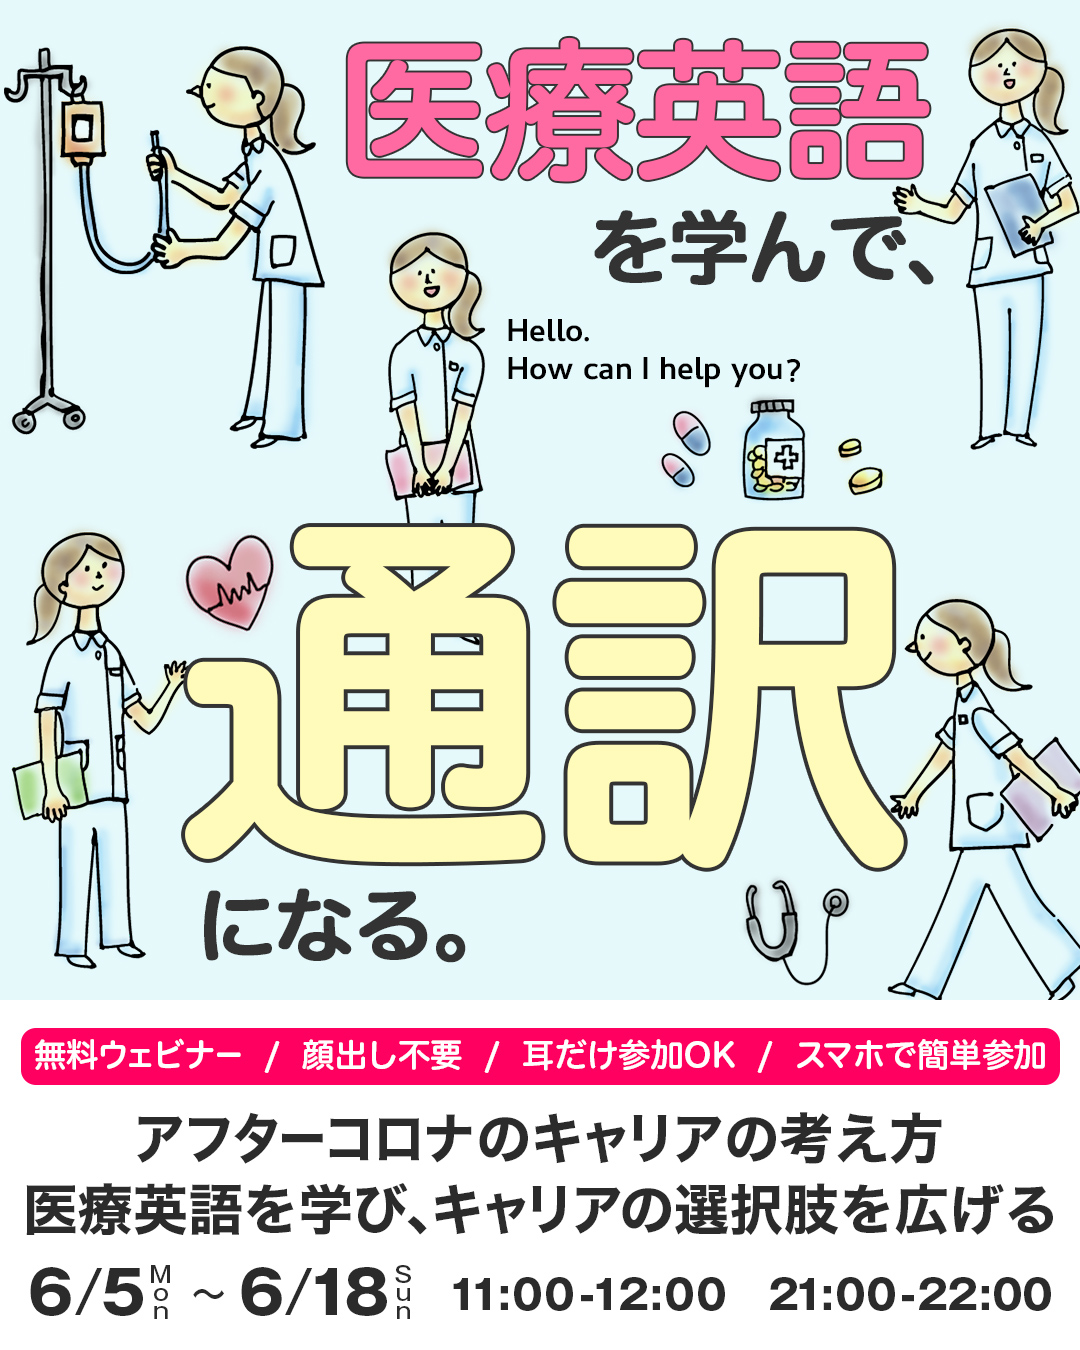 医療英語
を学んで、
Hello.
How can I help you?
通訳
になる。
無料ウェビナー / 顔出し不要 / 耳だけ参加OK / スマホで簡単参加
アフターコロナのキャリアの考え方
医療英語を学び、キャリアの選択肢を広げる
6/5 Mon ~ 6/18 Sun 11:00-12:00 21:00-22:00